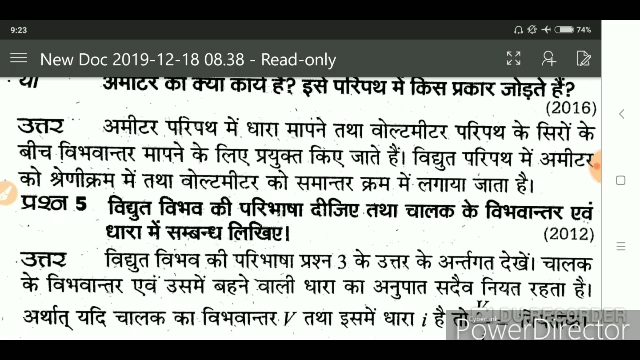 9:23
74%
New Doc 2019-12-18 08.38 - Read-only
या अमीटर का क्या कार्य है? इसे परिपथ में किस प्रकार जोड़ते हैं?
(2016)
उत्तर अमीटर परिपथ में धारा मापने तथा वोल्टमीटर परिपथ के सिरों के
बीच विभवान्तर मापने के लिए प्रयुक्त किए जाते हैं। विद्युत परिपथ में अमीटर
को श्रेणीक्रम में तथा वोल्टमीटर को समान्तर क्रम में लगाया जाता है।
प्रश्न 5 विद्युत विभव की परिभाषा दीजिए तथा चालक के विभवान्तर एवं
धारा में सम्बन्ध लिखिए।
(2012)
उत्तर विद्युत विभव की परिभाषा प्रश्न 3 के उत्तर के अर्न्तगत देखें। चालक
के विभवान्तर एवं उसमें बहने वाली धारा का अनुपात सदैव नियत रहता है।
अर्थात् यदि चालक का विभवान्तर V तथा इसमें धारा i है तो V
PowerDirector